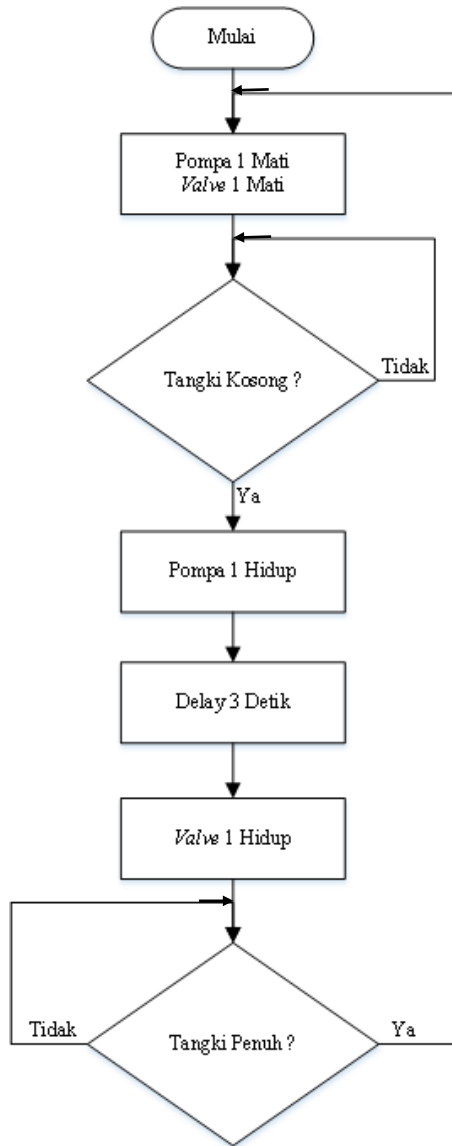 Mulai
Pompa 1 Mati
Valve 1 Mati
Tangki Kosong ?
Tidak
Ya
Pompa 1 Hidup
Delay 3 Detik
Valve 1 Hidup
Tidak
Tangki Penuh ?
Ya